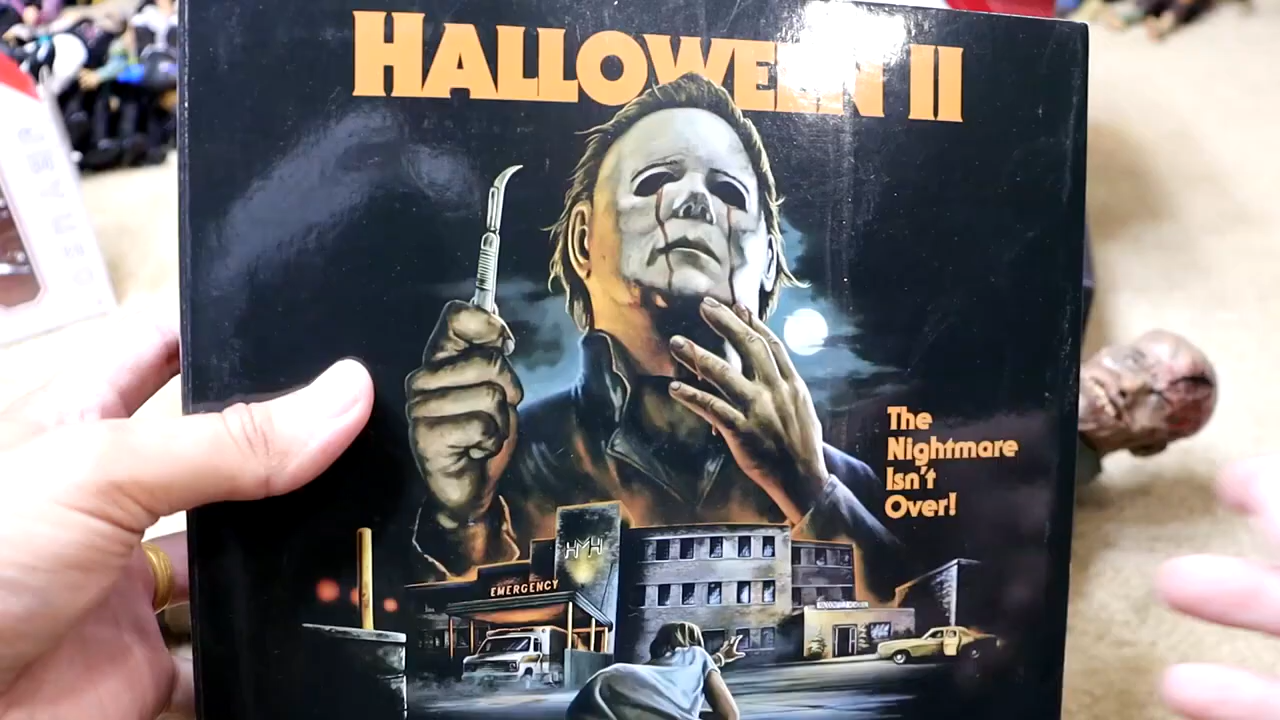 HALLOWEEN II
The
Nightmare
Isn't
Over!
HMH
EMERGENCY